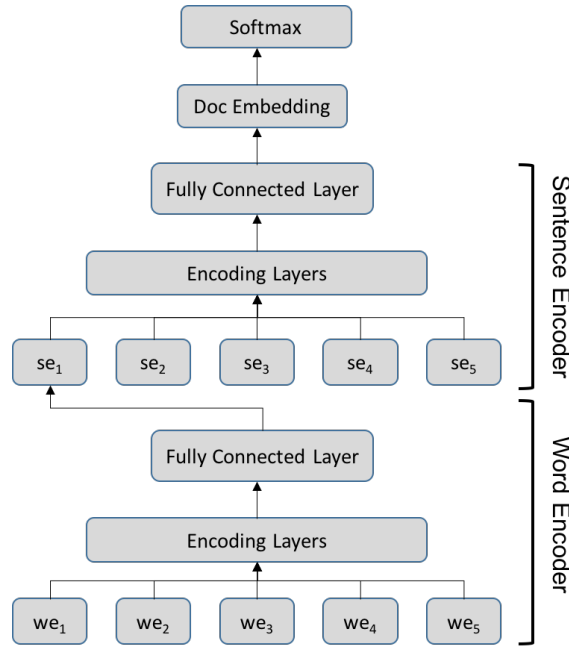 Softmax
Doc Embedding
Fully Connected Layer
Encoding Layers
se₁ se₂ se₃ se₄ se₅
Sentence Encoder
Fully Connected Layer
Encoding Layers
we₁ we₂ we₃ we₄ we₅
Word Encoder